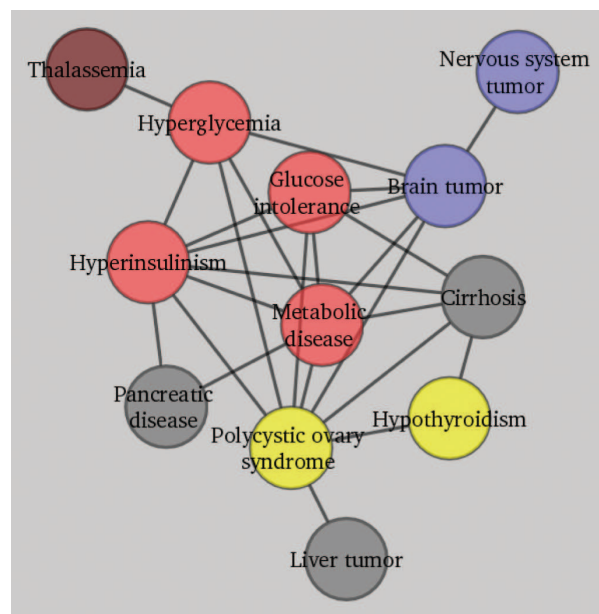 Thalassemia
Nervous system
tumor
Hyperglycemia
Glucose
intolerance
Brain tumor
Hyperinsulinism
Cirrhosis
Metabolic
disease
Pancreatic
disease
Hypothyroidism
Polycystic ovary
syndrome
Liver tumor